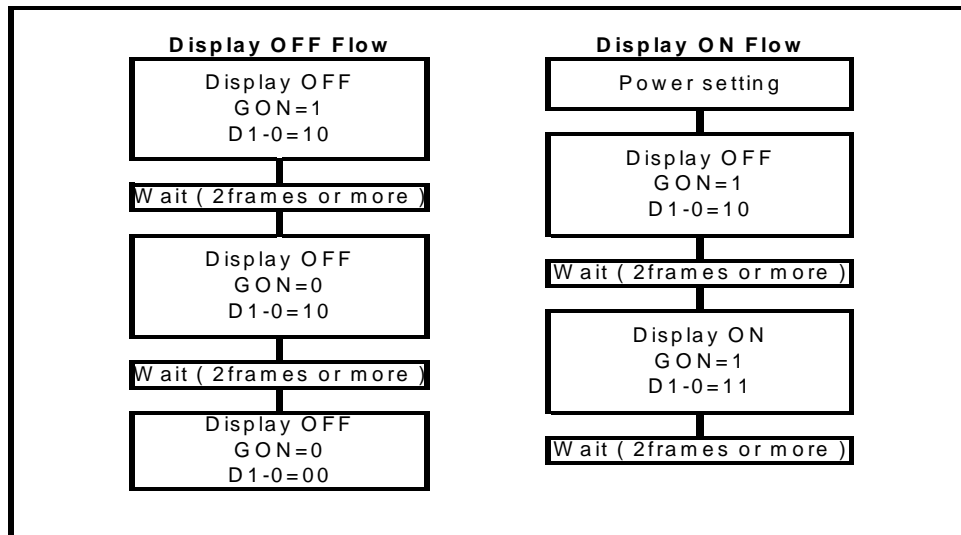 Display OFF Flow
Display OFF
GON=1
D1-0=10
Wait ( 2frames or more )
Display OFF
GON=0
D1-0=10
Wait ( 2frames or more )
Display OFF
GON=0
D1-0=00
Display ON Flow
Power setting
Display OFF
GON=1
D1-0=10
Wait ( 2frames or more )
Display ON
GON=1
D1-0=11
Wait ( 2frames or more )